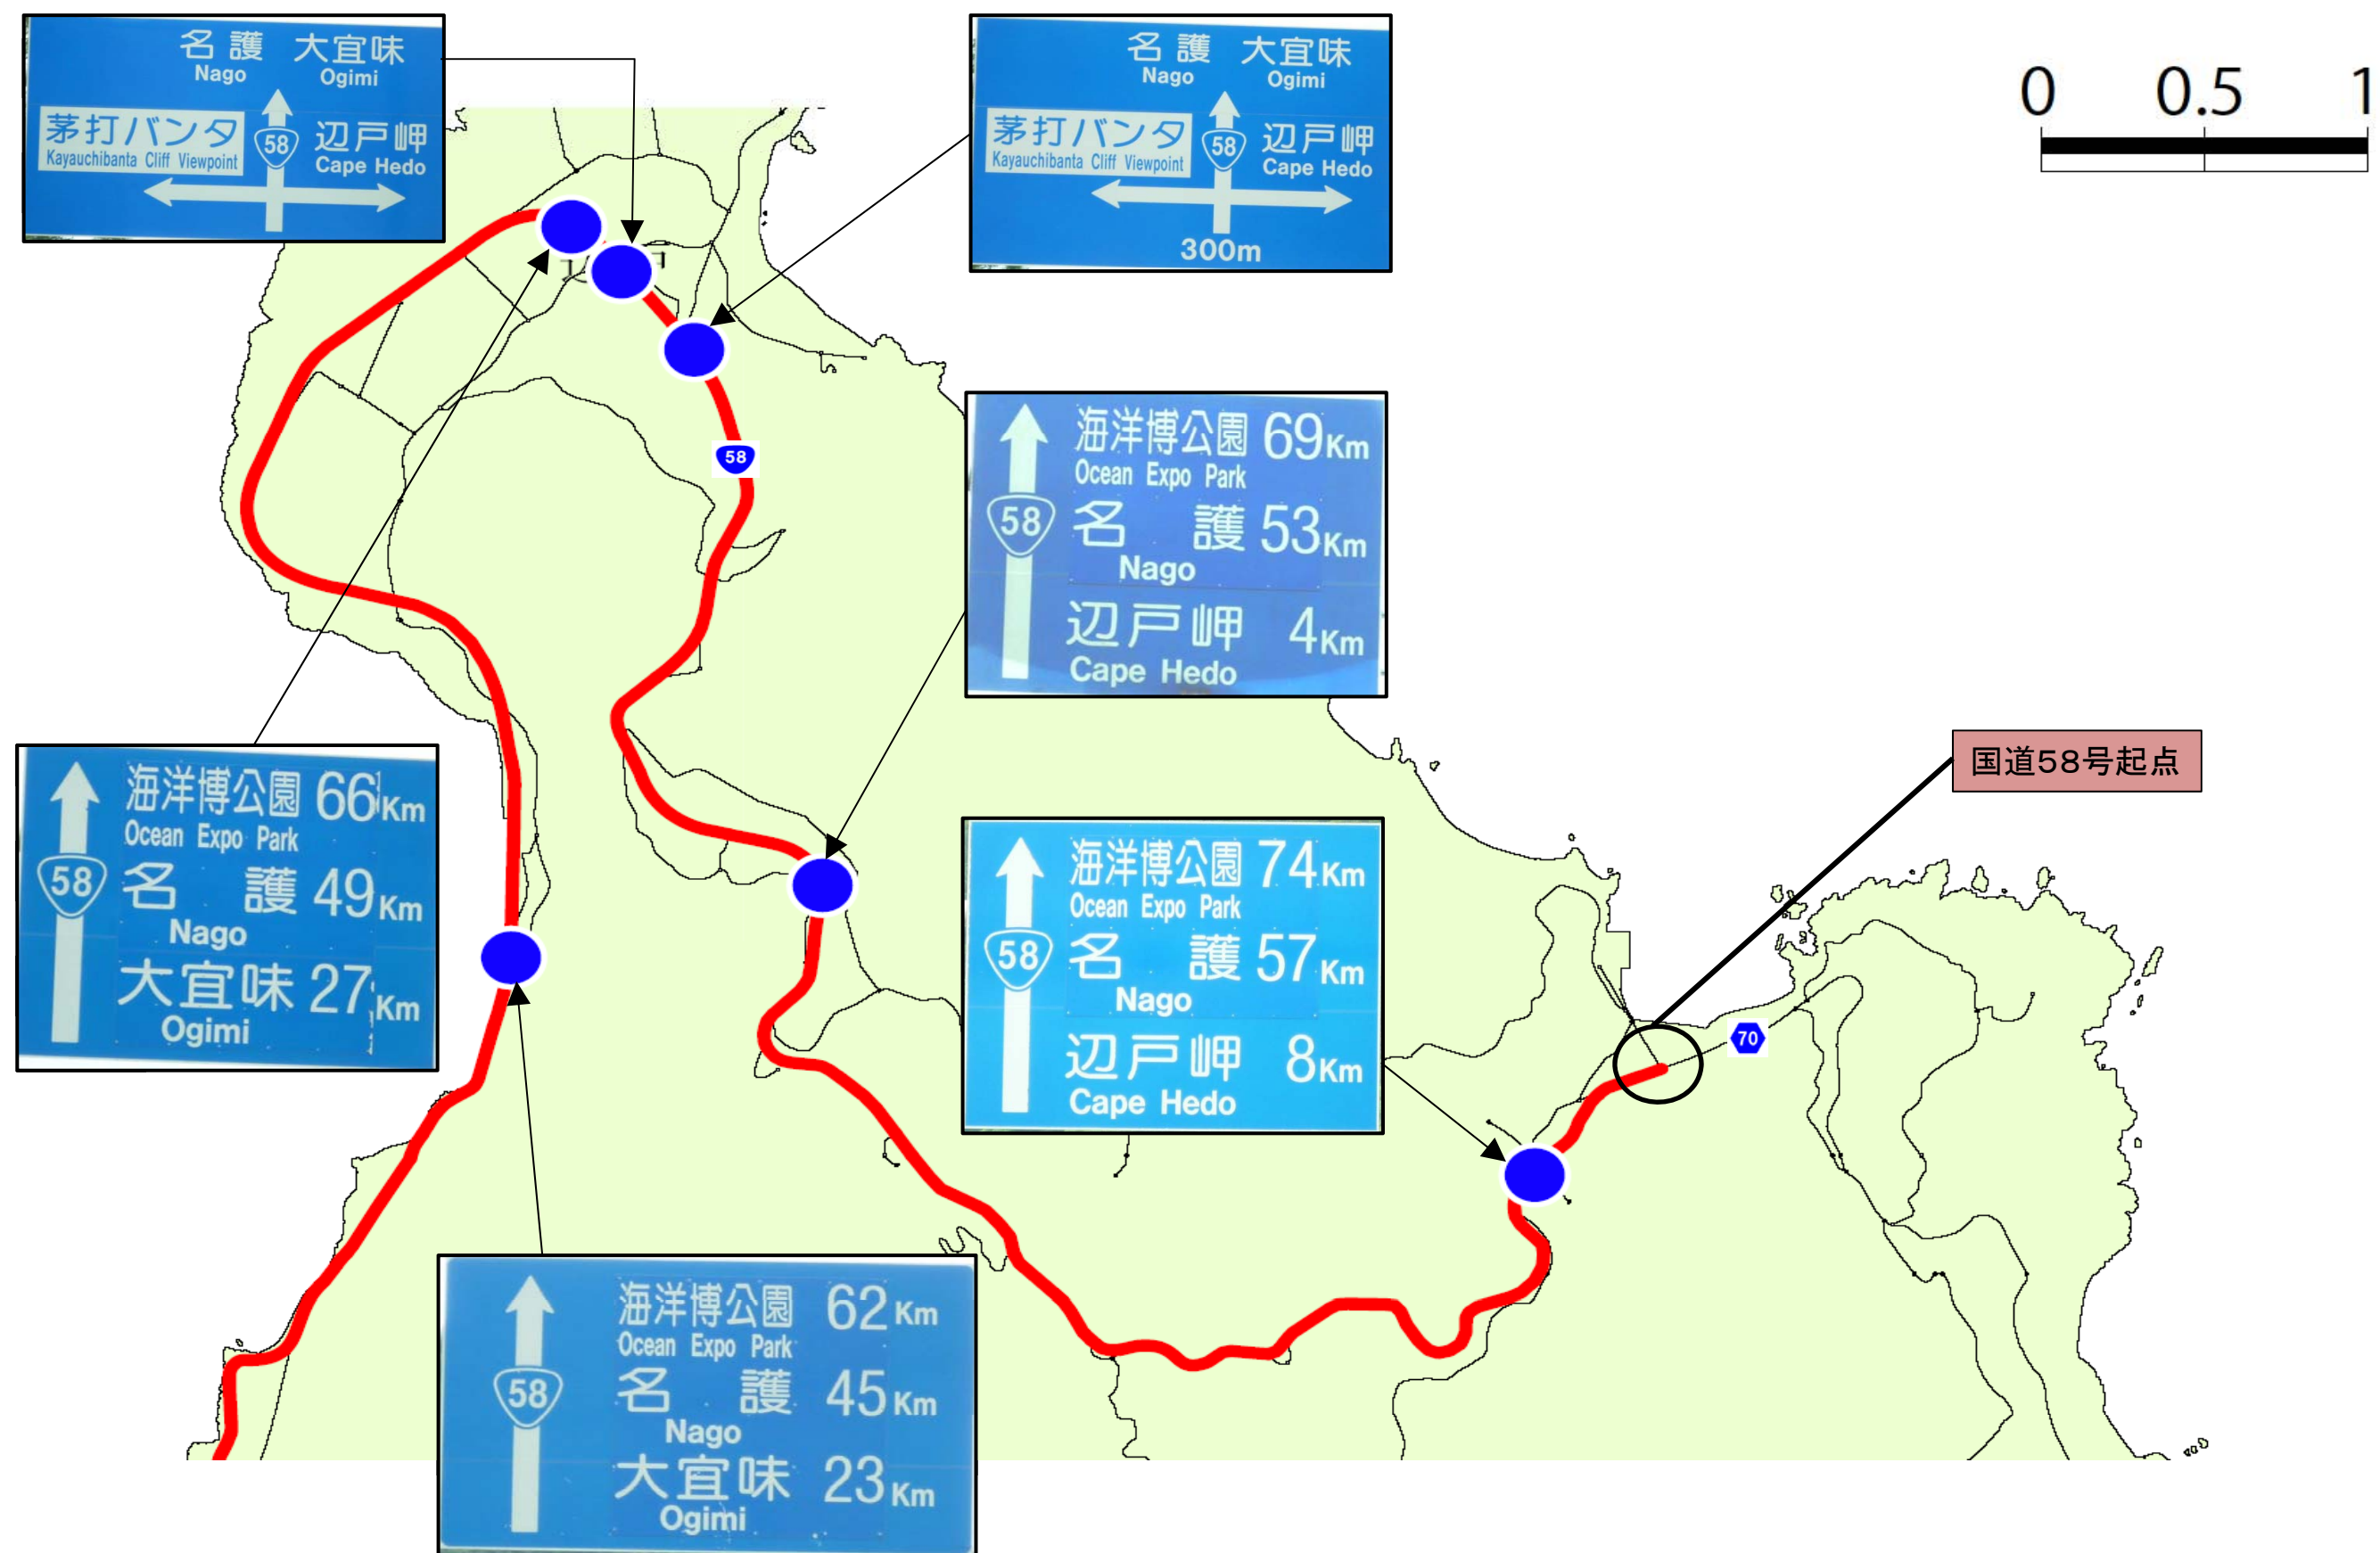 名護 大宜味
Nago Ogimi
茅打バンタ
Kayauchibanta Cliff Viewpoint
58
辺戸岬
Cape Hedo
名護 大宜味
Nago Ogimi
茅打バンタ
Kayauchibanta Cliff Viewpoint
58
辺戸岬
Cape Hedo
300m
0 0.5 1
58
海洋博公園 69Km
Ocean Expo Park
58
名護 53Km
Nago
辺戸岬 4Km
Cape Hedo
国道58号起点
海洋博公園 66Km
Ocean Expo Park
58
名護 49Km
Nago
大宜味 27Km
Ogimi
海洋博公園 74Km
Ocean Expo Park
58
名護 57Km
Nago
辺戸岬 8Km
Cape Hedo
70
海洋博公園 62Km
Ocean Expo Park
58
名護 45Km
Nago
大宜味 23Km
Ogimi